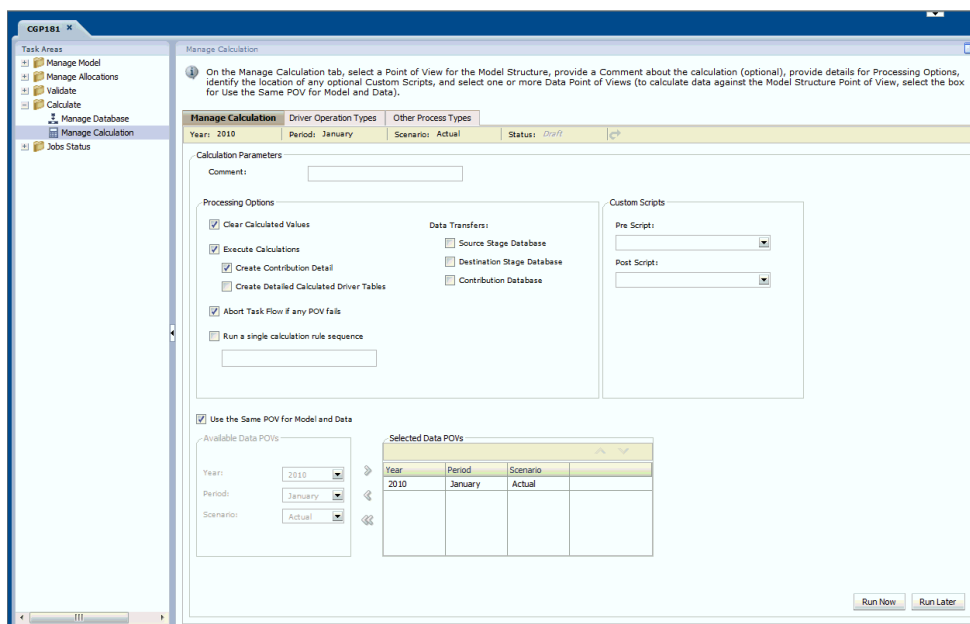 CGP181 ×
Task Areas
Manage Model
Manage Allocations
Validate
Calculate
Manage Database
Manage Calculation
Jobs Status
Manage Calculation
On the Manage Calculation tab, select a Point of View for the Model Structure, provide a Comment about the calculation (optional), provide details for Processing Options,
identify the location of any optional Custom Scripts, and select one or more Data Point of Views (to calculate data against the Model Structure Point of View, select the box
for Use the Same POV for Model and Data).
Manage Calculation Driver Operation Types Other Process Types
Year: 2010 Period: January Scenario: Actual Status: Draft
Calculation Parameters
Comment:
Processing Options
Clear Calculated Values
Execute Calculations
Create Contribution Detail
Create Detailed Calculated Driver Tables
Abort Task Flow if any POV fails
Run a single calculation rule sequence
Data Transfers:
Source Stage Database
Destination Stage Database
Contribution Database
Custom Scripts
Pre Script:
Post Script:
Use the Same POV for Model and Data
Available Data POVs
Year: 2010
Period: January
Scenario: Actual
Selected Data POVs
Year Period Scenario
2010 January Actual
Run Now Run Later